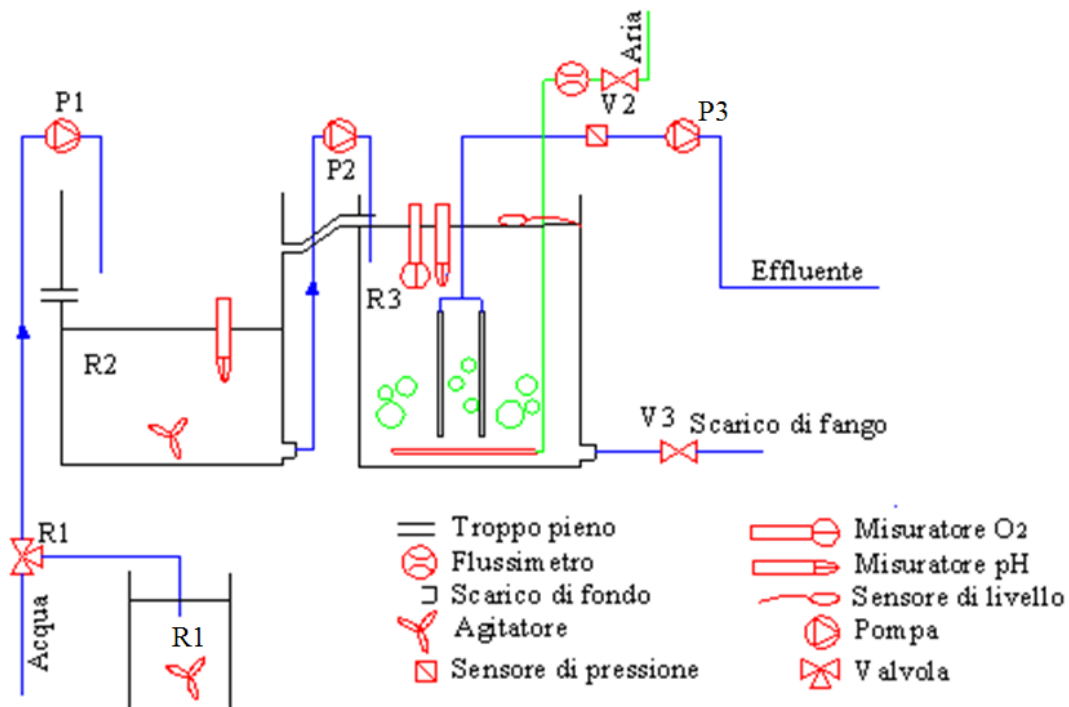 Aria
P1
V2
P3
P2
R3
Effluente
R2
V3
Scarico di fango
R1
Acqua
R1
Troppo pieno
Flussimetro
Scarico di fondo
Agitatore
Sensore di pressione
Misuratore O2
Misuratore pH
Sensore di livello
Pompa
Valvola